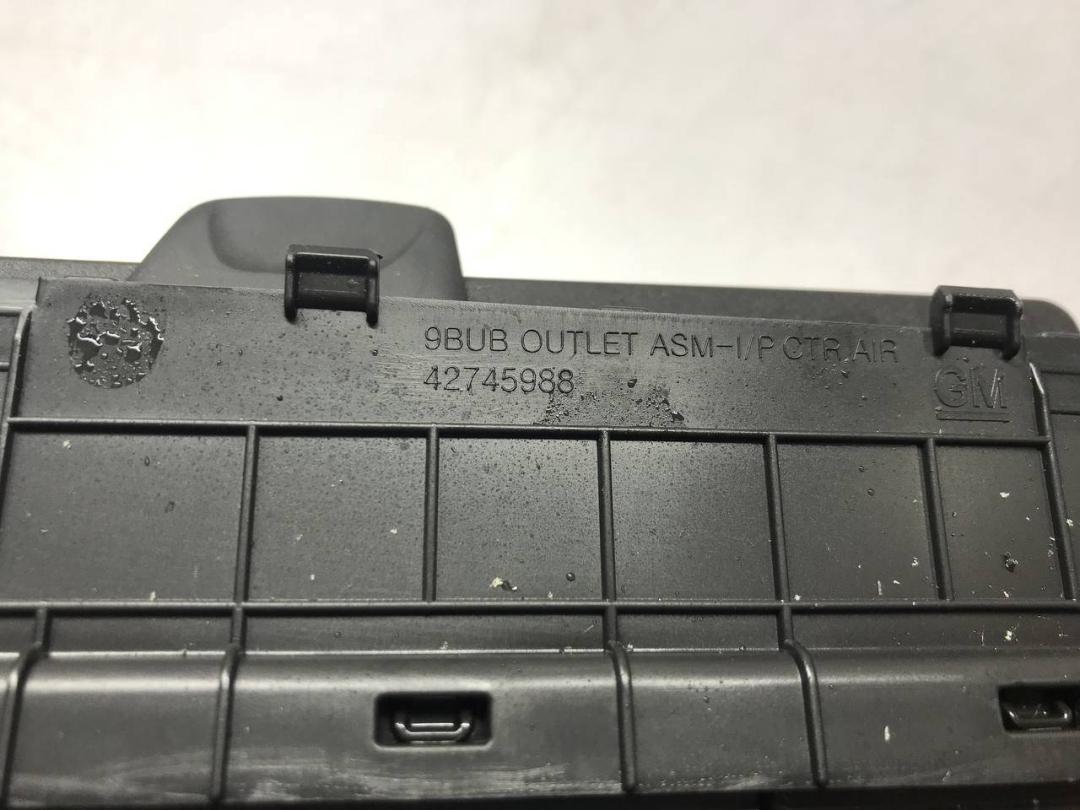 9BUB OUTLET ASM-I/P CTR.AIR
42745988
GM